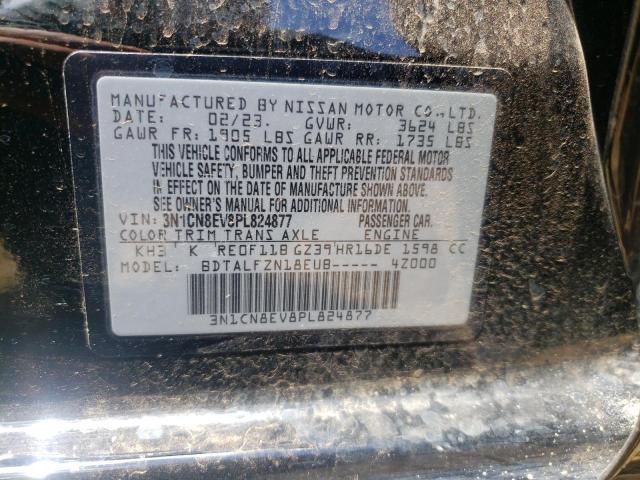 MANUFACTURED BY NISSAN MOTOR CO., LTD.
DATE: 02/23. GVWR: 3624 LBS
GAWR FR: 1905 LBS GAWR RR: 1735 LBS
THIS VEHICLE CONFORMS TO ALL APPLICABLE FEDERAL MOTOR
VEHICLE SAFETY, BUMPER AND THEFT PREVENTION STANDARDS
IN EFFECT ON THE DATE OF MANUFACTURE SHOWN ABOVE.
SEE OWNER'S MANUAL FOR ADDITIONAL INFORMATION.
VIN: 3N1CN8EV8PL824877 PASSENGER CAR.
COLOR TRIM TRANS AXLE ENGINE
KH3 K RE0F11B GZ39 HR16DE 1598 CC
MODEL: BDTALFZN18EUB----- 4Z000
3N1CN8EV8PL824877